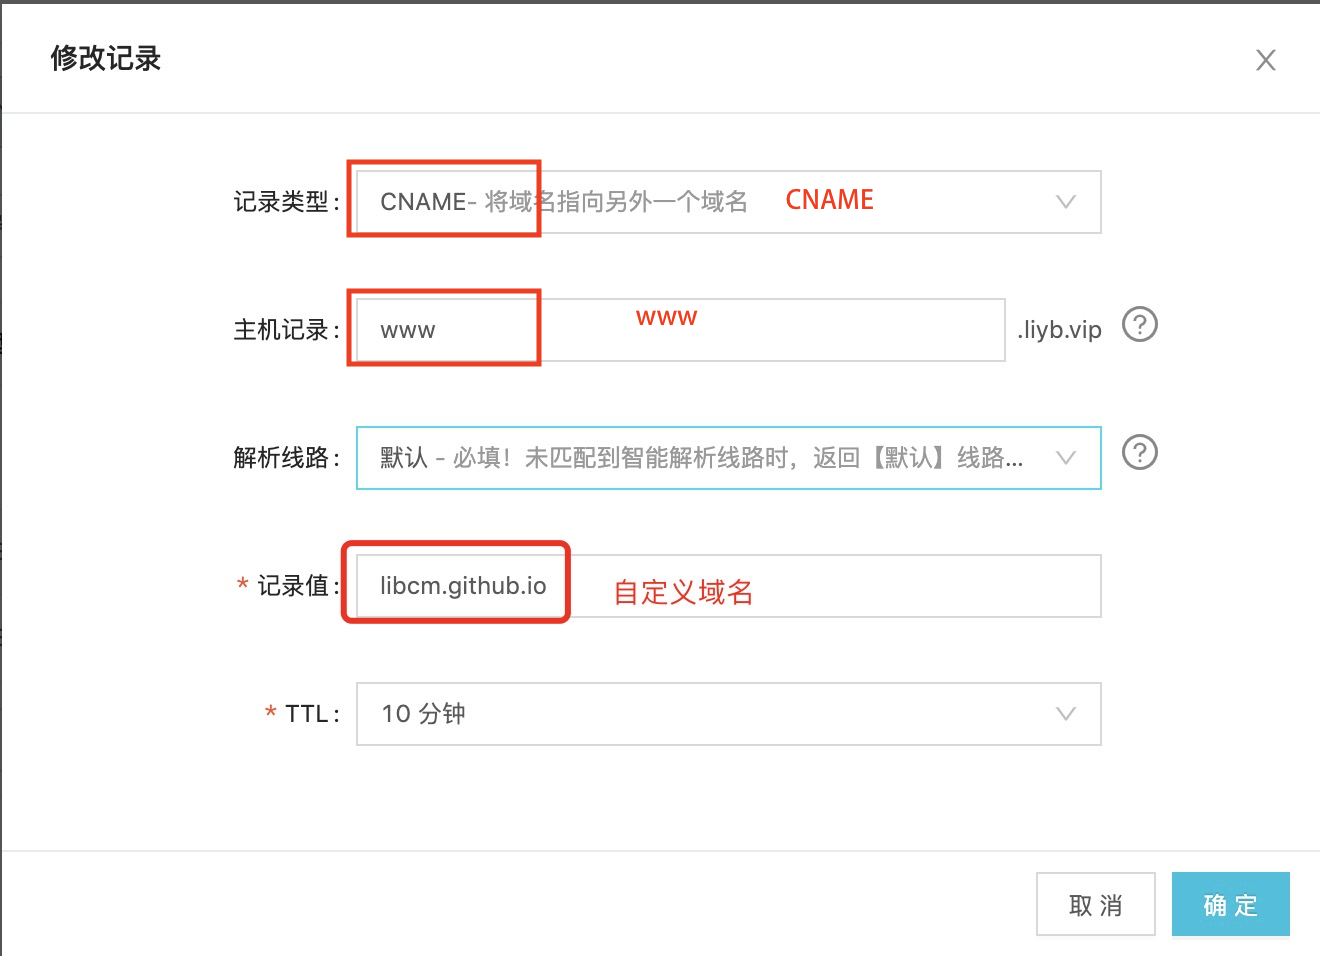 修改记录
记录类型: CNAME- 将域名指向另外一个域名 CNAME
主机记录: www www .liyb.vip
解析线路: 默认 - 必填！未匹配到智能解析线路时，返回【默认】线路...
* 记录值: libcm.github.io 自定义域名
* TTL: 10 分钟
取 消 确 定